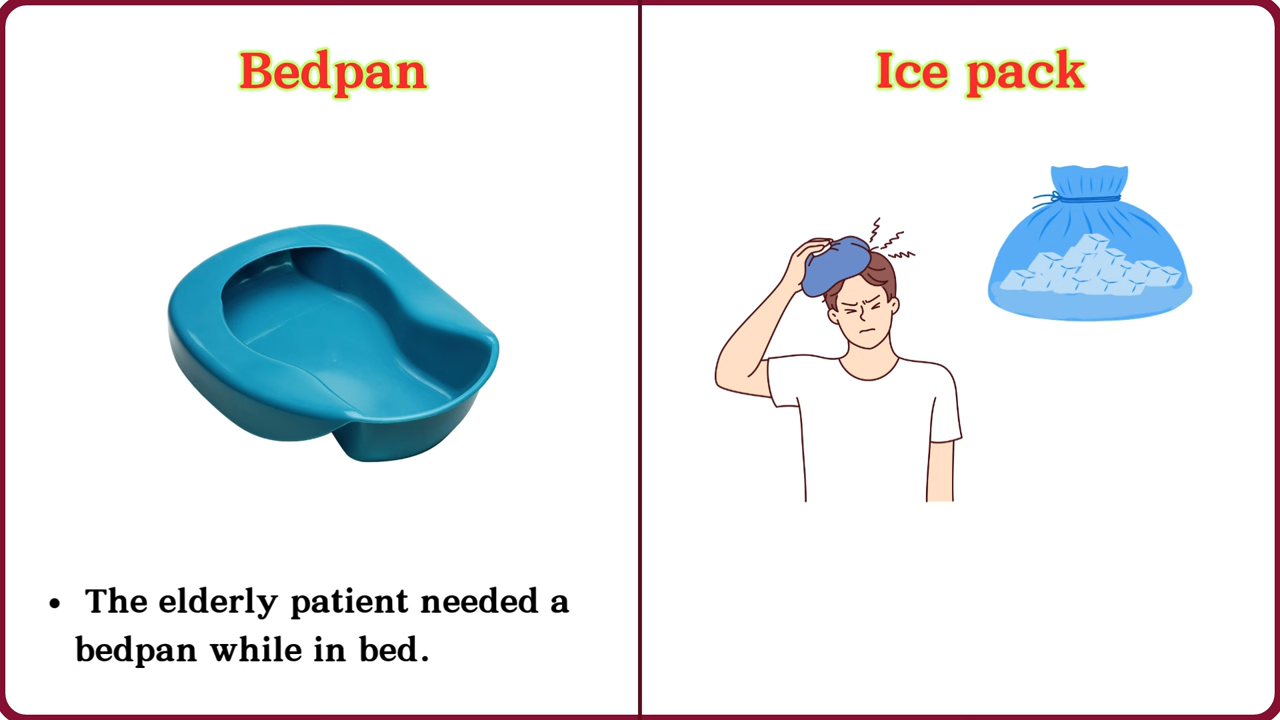 Bedpan
Ice pack
• The elderly patient needed a
bedpan while in bed.